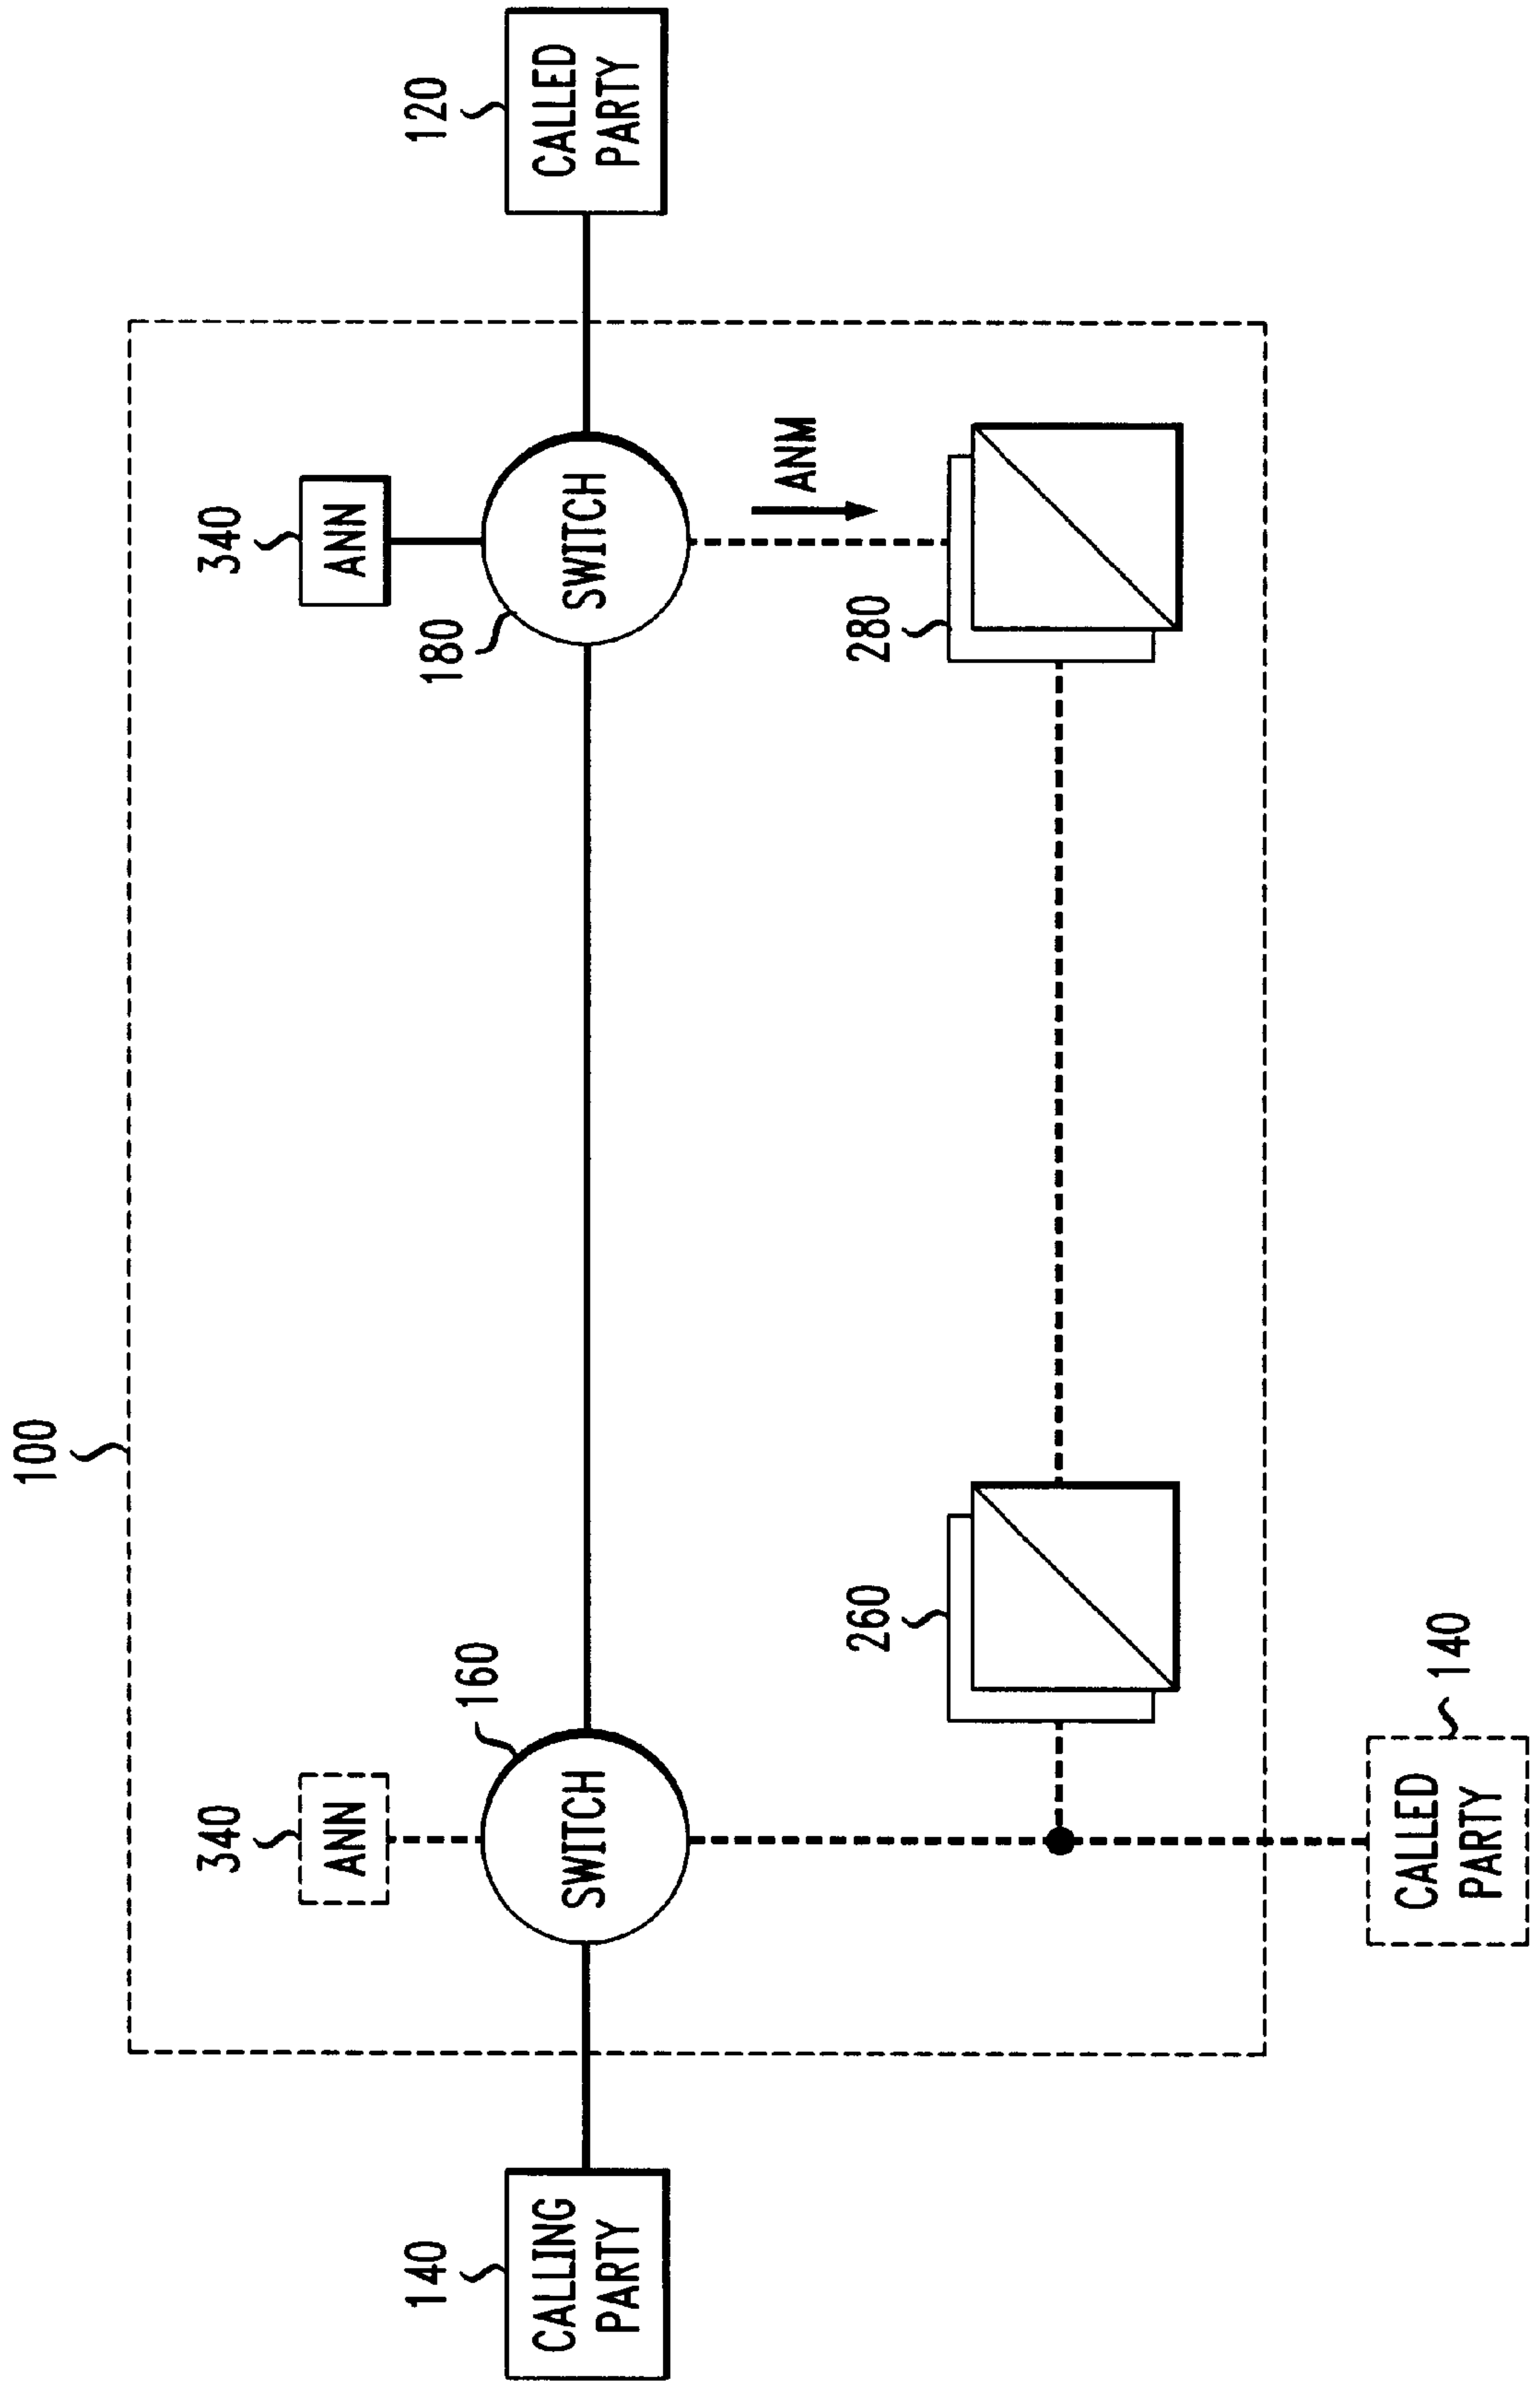 100
340
ANN
340
ANN
160
SWITCH
180
SWITCH
140
CALLING
PARTY
120
CALLED
PARTY
ANM
260
280
140
CALLED
PARTY